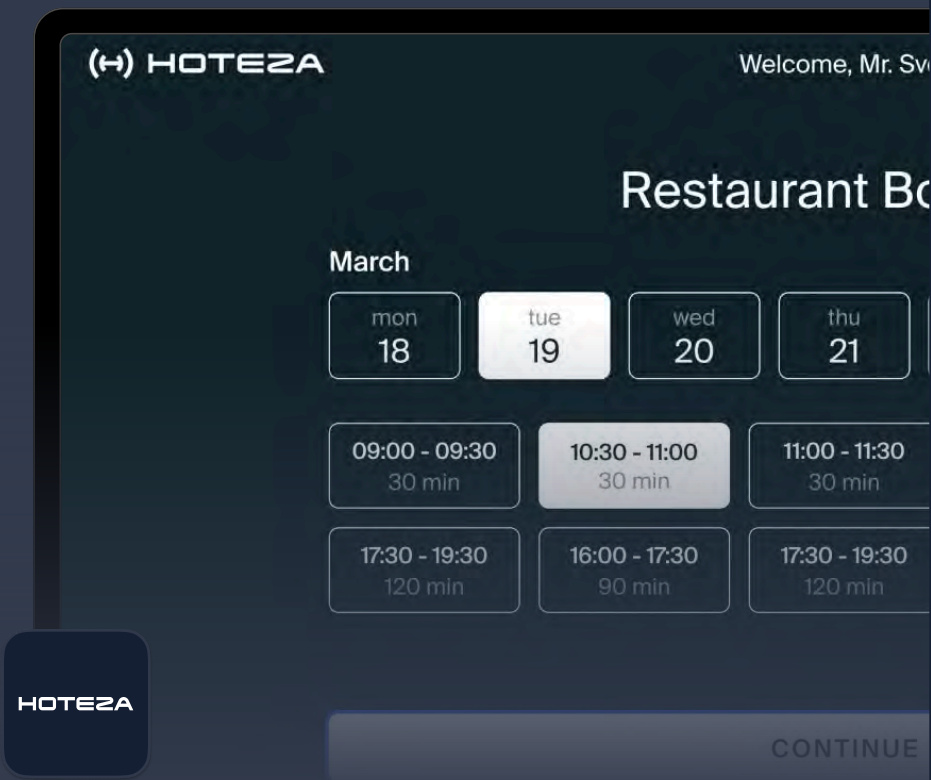 HOTEZA
Welcome, Mr.
Restaurant
March
mon
18
tue
19
wed
20
thu
21
09:00 - 09:30
30 min
10:30 - 11:00
30 min
11:00 - 11:30
30 min
17:30 - 19:30
120 min
16:00 - 17:30
90 min
17:30 - 19:30
120 min
HOTEZA
CONTINUE